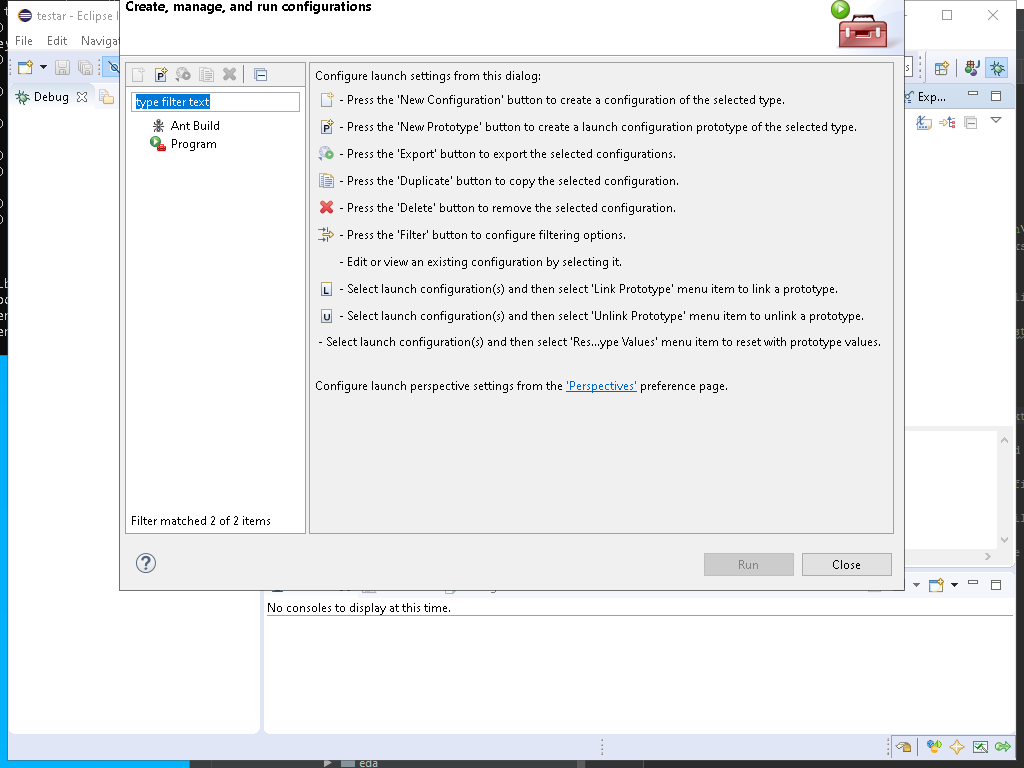 Create, manage, and run configurations
testar - Eclipse I
File Edit Navigat
Debug
type filter text
Ant Build
Program
Filter matched 2 of 2 items
Configure launch settings from this dialog:
- Press the 'New Configuration' button to create a configuration of the selected type.
- Press the 'New Prototype' button to create a launch configuration prototype of the selected type.
- Press the 'Export' button to export the selected configurations.
- Press the 'Duplicate' button to copy the selected configuration.
- Press the 'Delete' button to remove the selected configuration.
- Press the 'Filter' button to configure filtering options.
- Edit or view an existing configuration by selecting it.
L - Select launch configuration(s) and then select 'Link Prototype' menu item to link a prototype.
U - Select launch configuration(s) and then select 'Unlink Prototype' menu item to unlink a prototype.
- Select launch configuration(s) and then select 'Res...ype Values' menu item to reset with prototype values.
Configure launch perspective settings from the 'Perspectives' preference page.
Run
Close
Exp...
No consoles to display at this time.
eda